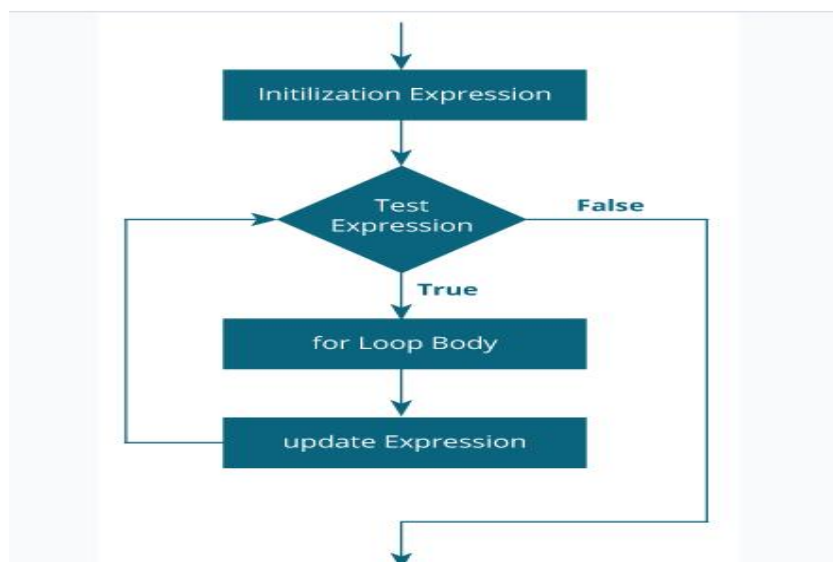 Initilization Expression
Test
Expression
False
True
for Loop Body
update Expression